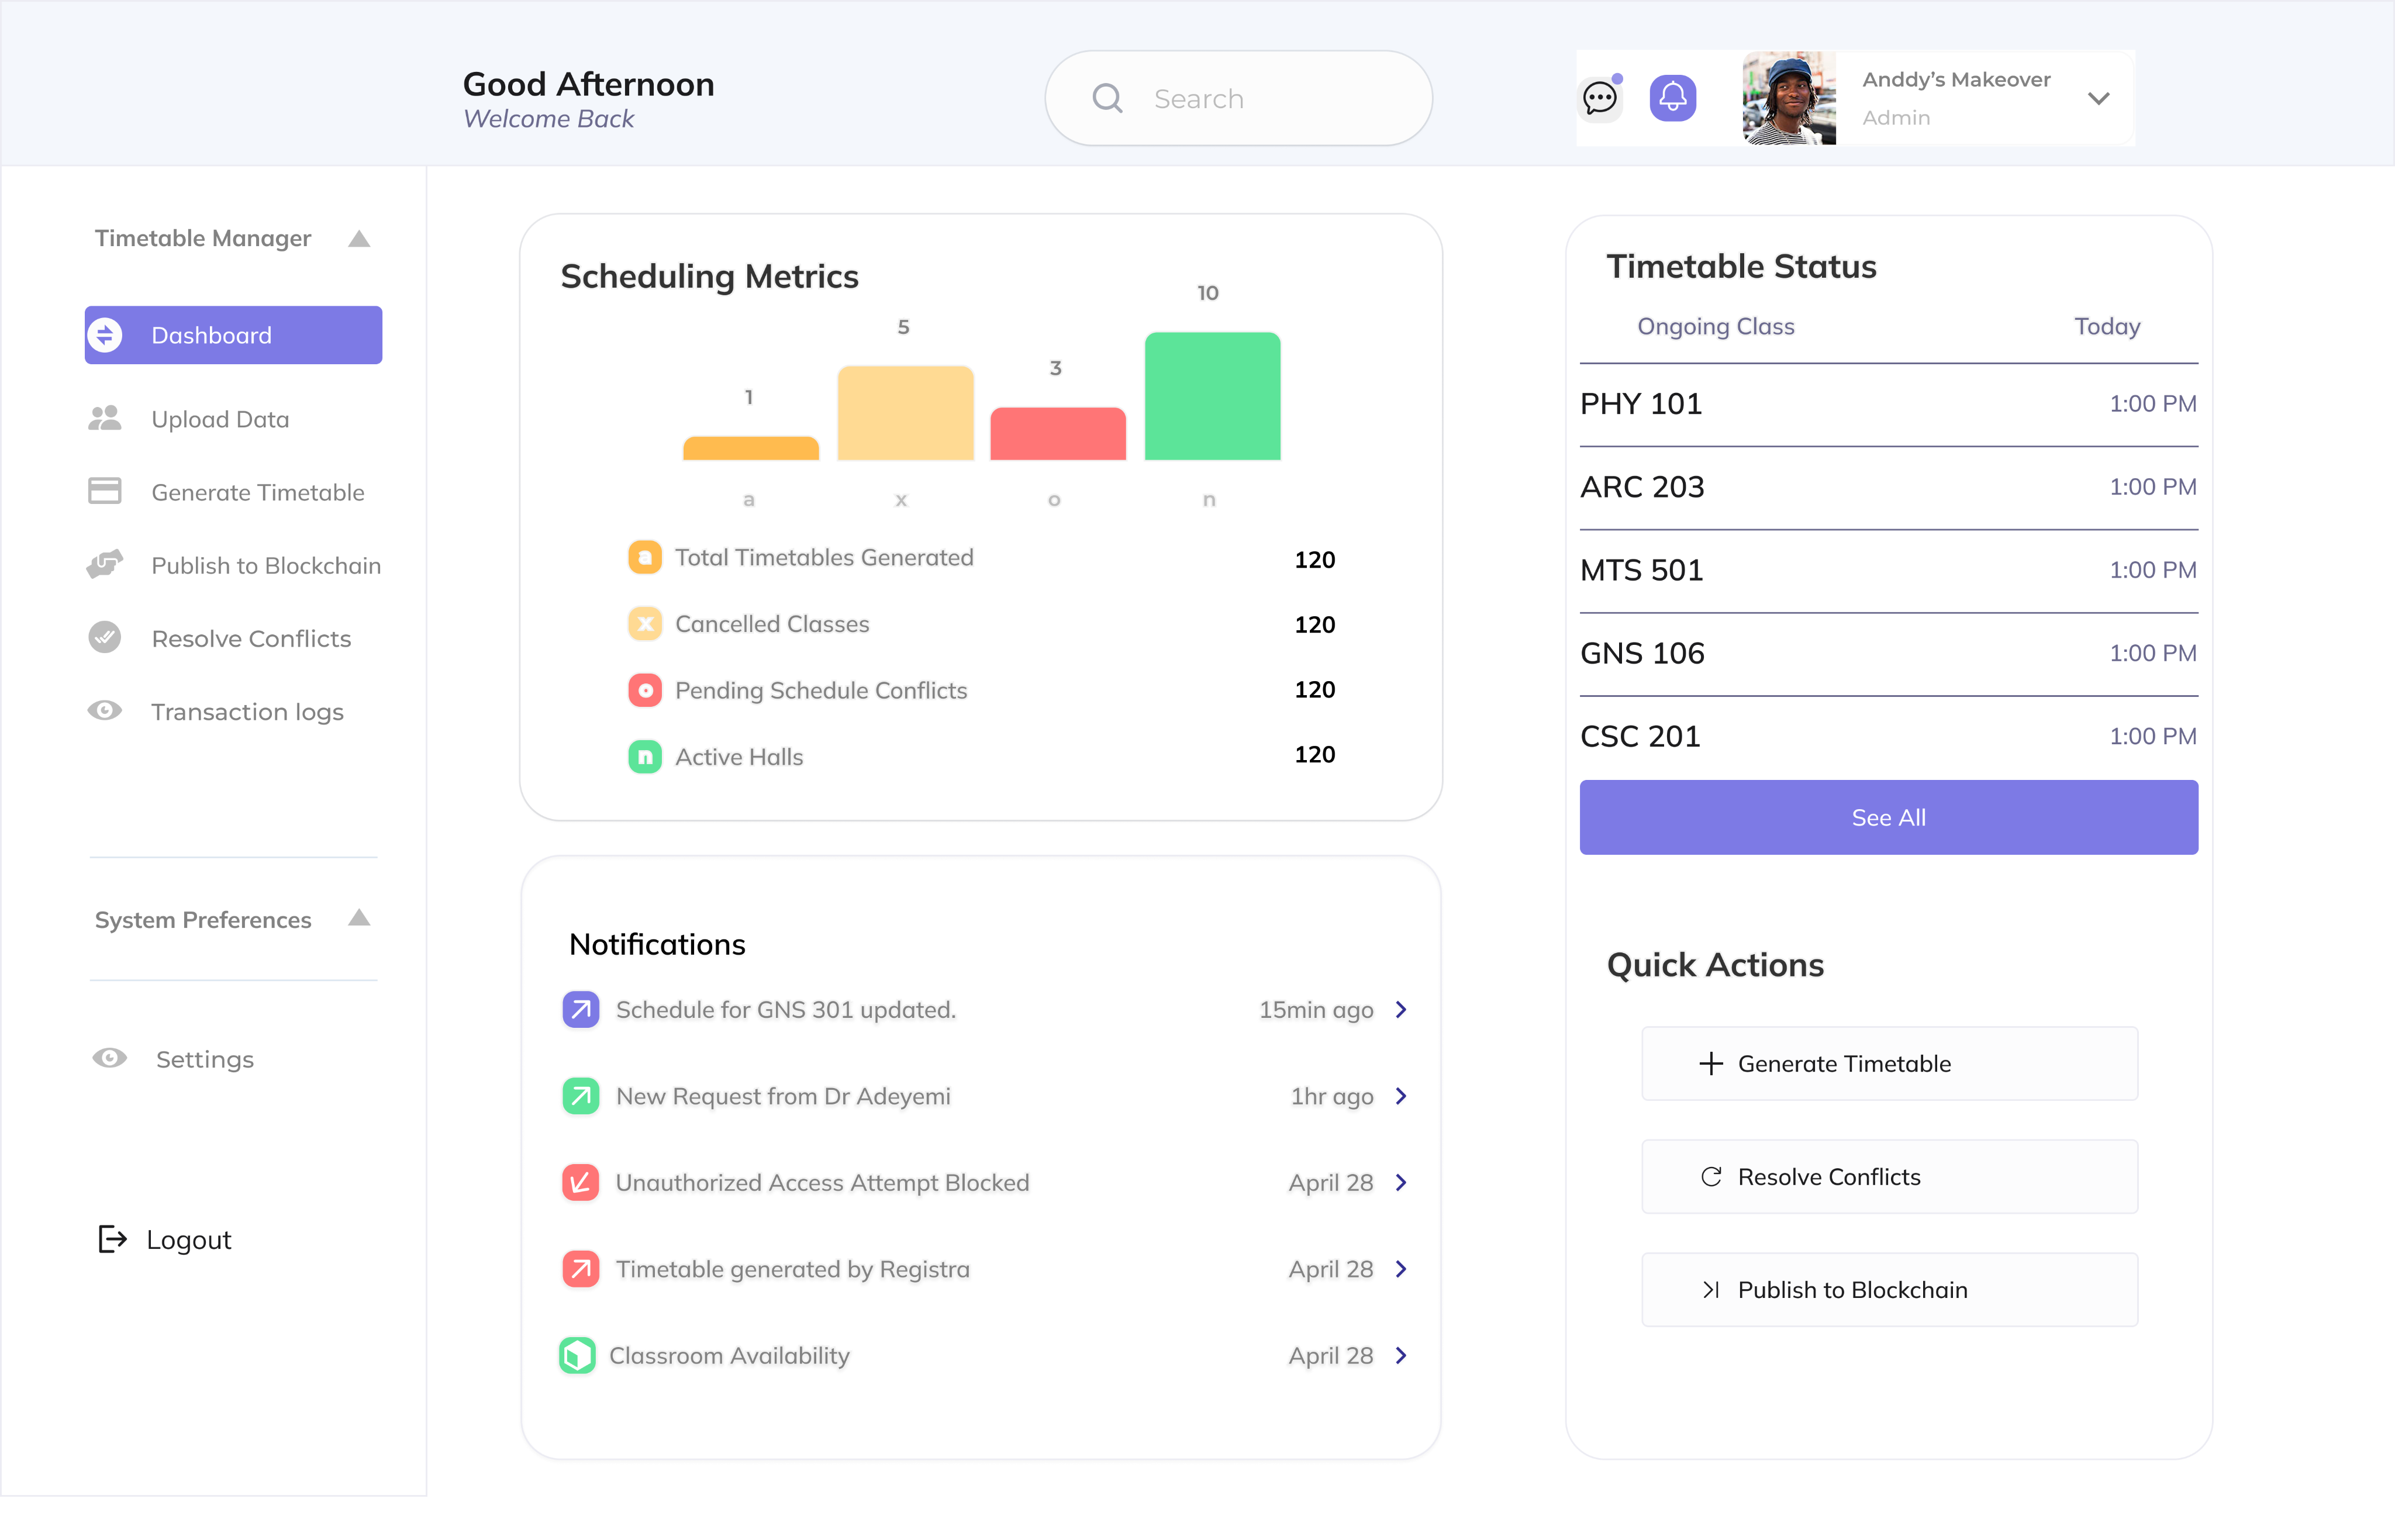 Good Afternoon
Welcome Back
Search
Anddy’s Makeover
Admin
Timetable Manager
Dashboard
Upload Data
Generate Timetable
Publish to Blockchain
Resolve Conflicts
Transaction logs
System Preferences
Settings
Logout
Scheduling Metrics
1 5 3 10
a x o n
a Total Timetables Generated 120
x Cancelled Classes 120
o Pending Schedule Conflicts 120
n Active Halls 120
Notifications
Schedule for GNS 301 updated. 15min ago
New Request from Dr Adeyemi 1hr ago
Unauthorized Access Attempt Blocked April 28
Timetable generated by Registra April 28
Classroom Availability April 28
Timetable Status
Ongoing Class Today
PHY 101 1:00 PM
ARC 203 1:00 PM
MTS 501 1:00 PM
GNS 106 1:00 PM
CSC 201 1:00 PM
See All
Quick Actions
Generate Timetable
Resolve Conflicts
Publish to Blockchain